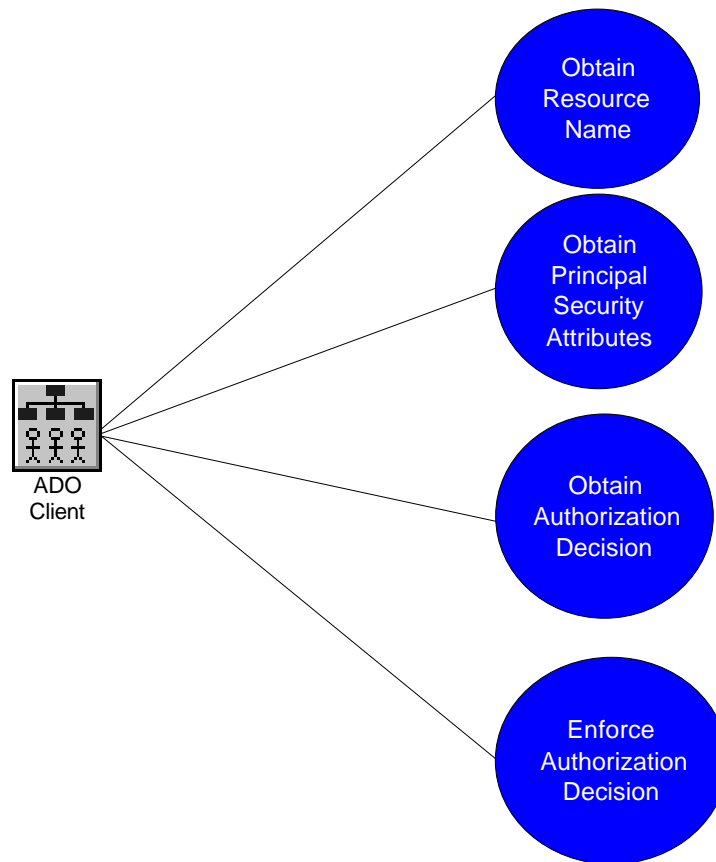 Obtain
Resource
Name
Obtain
Principal
Security
Attributes
ADO
Client
Obtain
Authorization
Decision
Enforce
Authorization
Decision